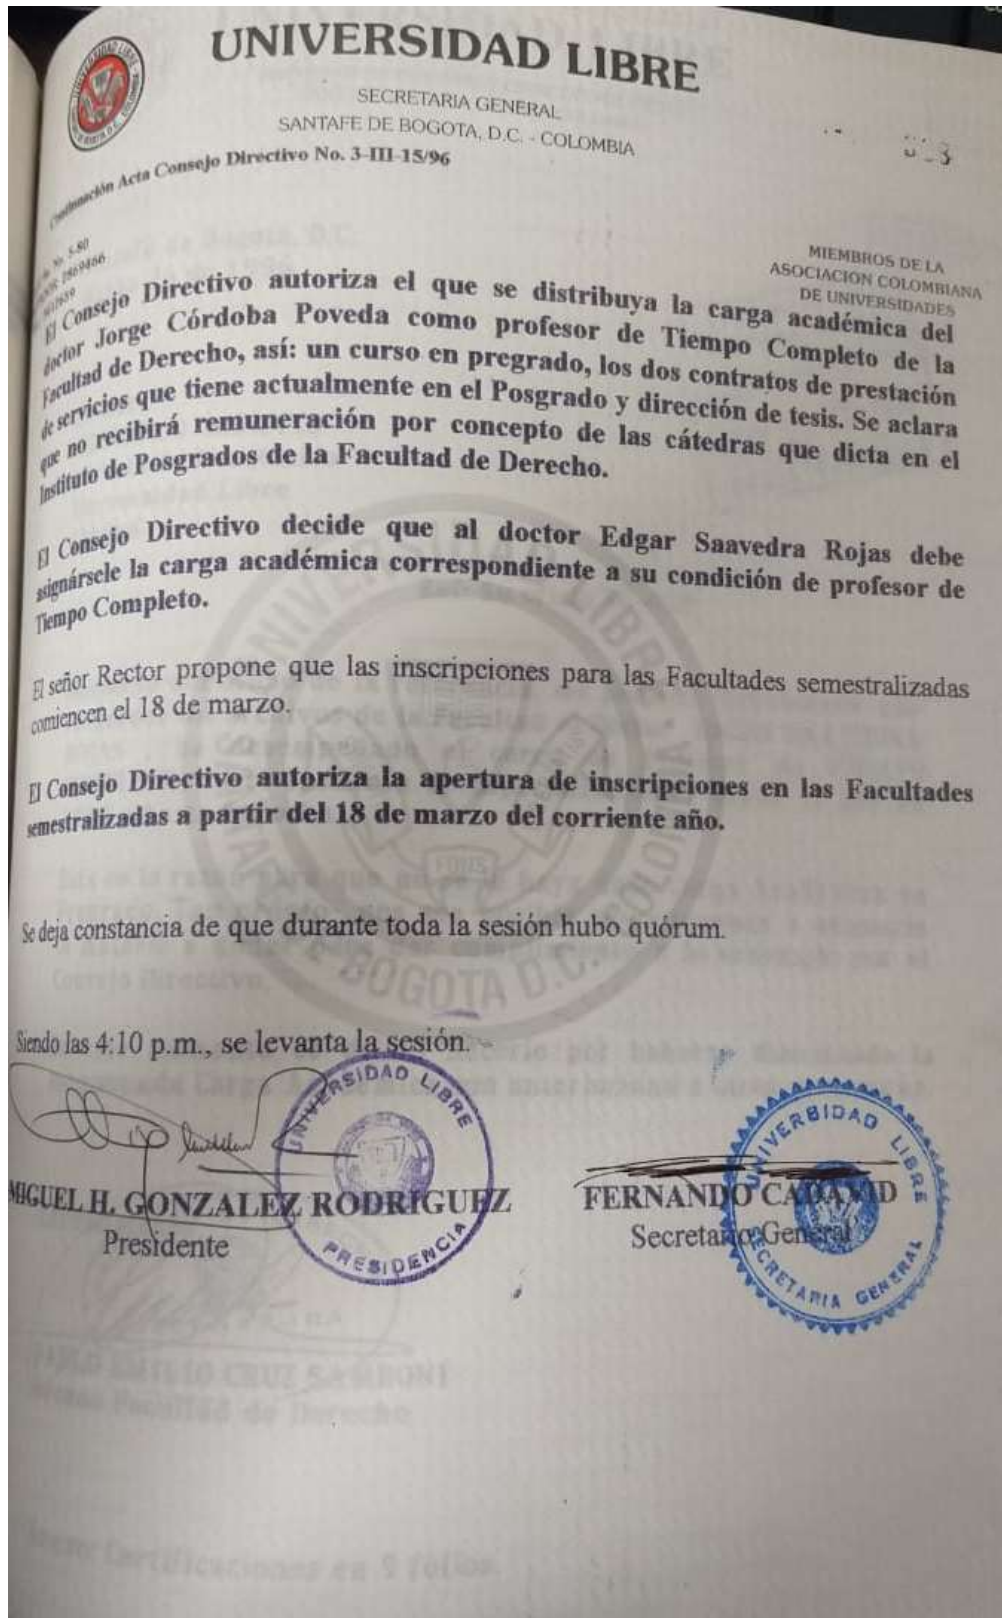 UNIVERSIDAD LIBRE
SECRETARIA GENERAL
SANTAFE DE BOGOTA, D.C. - COLOMBIA
Continuación Acta Consejo Directivo No. 3-III-15/96
MIEMBROS DE LA
ASOCIACION COLOMBIANA
DE UNIVERSIDADES
No. 5-80
El Consejo Directivo autoriza el que se distribuya la carga académica del
doctor Jorge Córdoba Poveda como profesor de Tiempo Completo de la
Facultad de Derecho, así: un curso en pregrado, los dos contratos de prestación
de servicios que tiene actualmente en el Posgrado y dirección de tesis. Se aclara
que no recibirá remuneración por concepto de las cátedras que dicta en el
Instituto de Posgrados de la Facultad de Derecho.
El Consejo Directivo decide que al doctor Edgar Saavedra Rojas debe
asignársele la carga académica correspondiente a su condición de profesor de
Tiempo Completo.
El señor Rector propone que las inscripciones para las Facultades semestralizadas
comiencen el 18 de marzo.
El Consejo Directivo autoriza la apertura de inscripciones en las Facultades
semestralizadas a partir del 18 de marzo del corriente año.
Se deja constancia de que durante toda la sesión hubo quórum.
Siendo las 4:10 p.m., se levanta la sesión.
UNIVERSIDAD LIBRE
PRESIDENCIA
MIGUEL H. GONZALEZ RODRIGUEZ
Presidente
UNIVERSIDAD LIBRE
SECRETARIA GENERAL
FERNANDO CADAVID
Secretario General